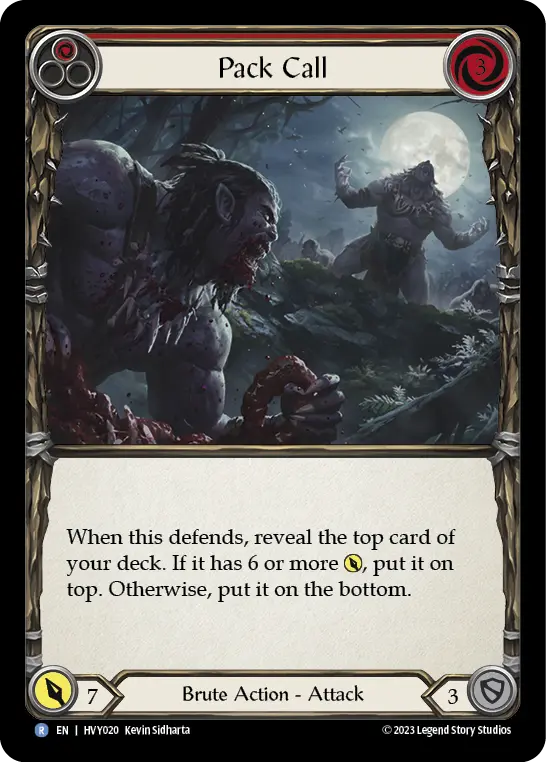 Pack Call
3
When this defends, reveal the top card of
your deck. If it has 6 or more , put it on
top. Otherwise, put it on the bottom.
7
Brute Action - Attack
3
R EN | HVY020 Kevin Sidharta
© 2023 Legend Story Studios